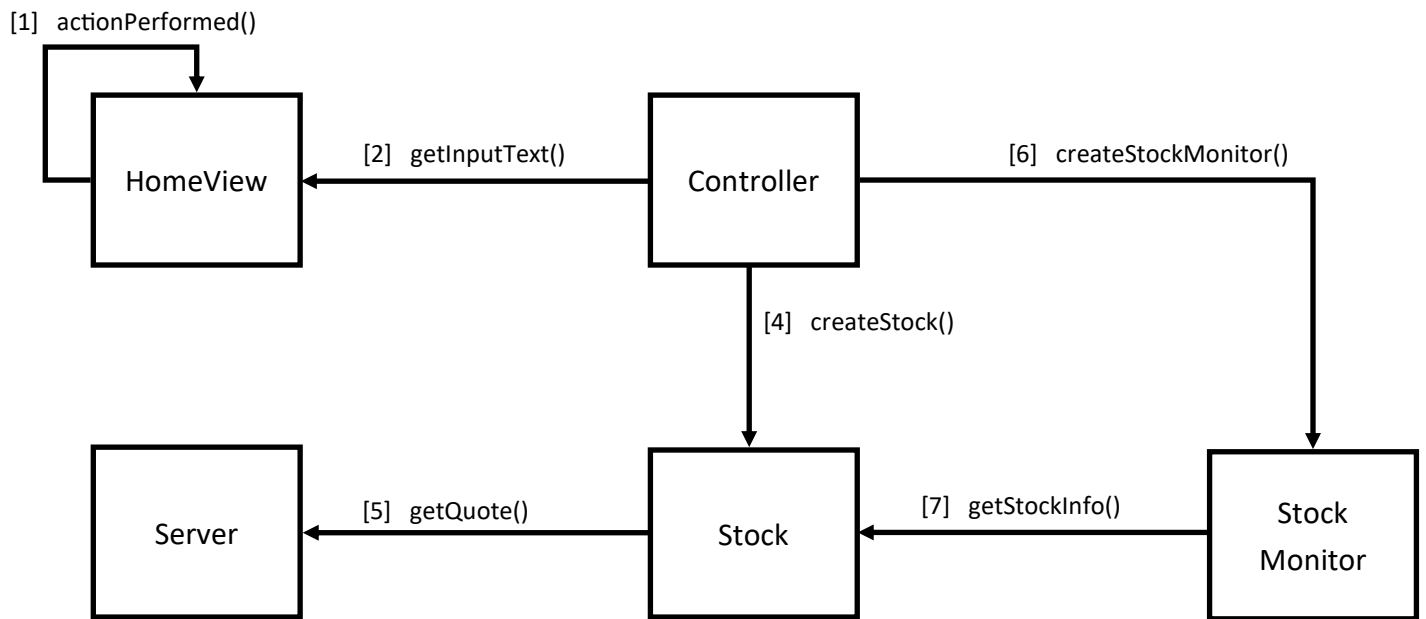 [1] actionPerformed()
HomeView
[2] getInputText()
Controller
[6] createStockMonitor()
[4] createStock()
Server
[5] getQuote()
Stock
[7] getStockInfo()
Stock
Monitor